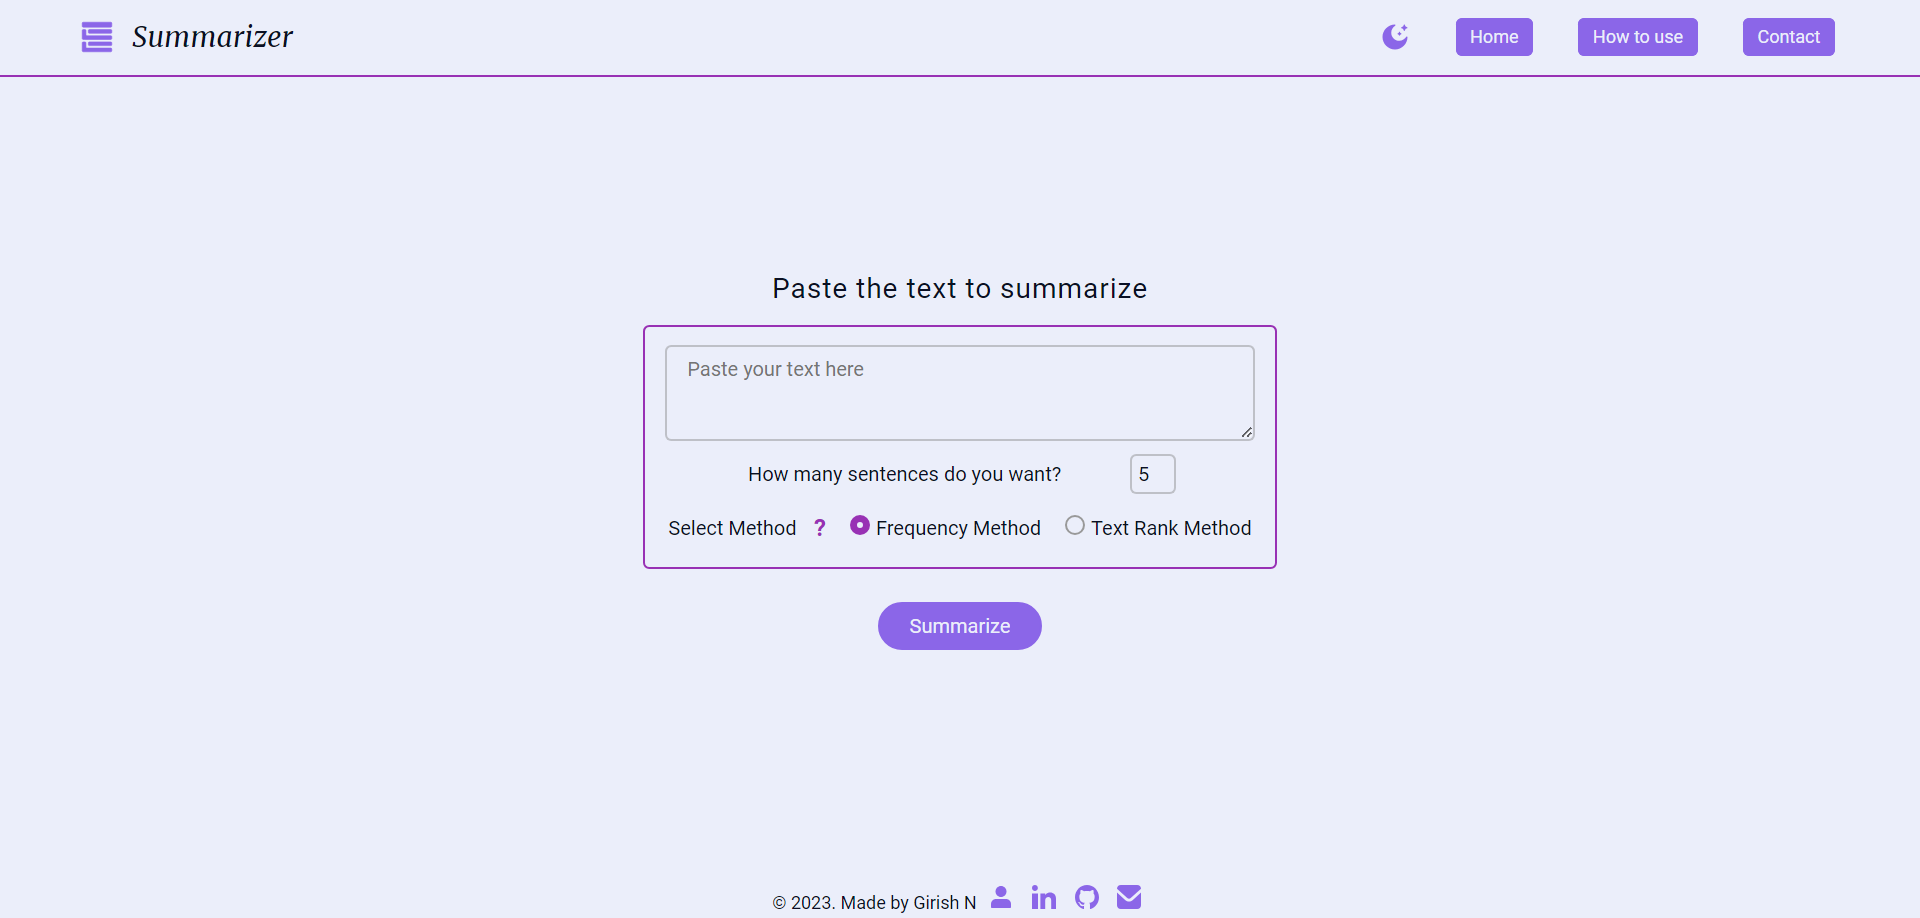 Summarizer
Home
How to use
Contact
Paste the text to summarize
Paste your text here
How many sentences do you want? 5
Select Method ? Frequency Method Text Rank Method
Summarize
© 2023. Made by Girish N